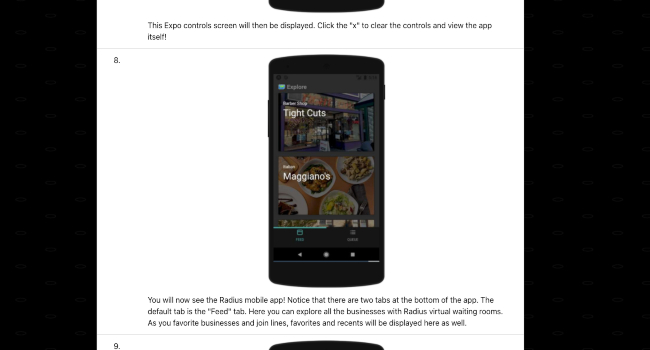 This Expo controls screen will then be displayed. Click the "x" to clear the controls and view the app
itself!
8.
Explore
Barber Shop
Tight Cuts
Italian
Maggiano's
You will now see the Radius mobile app! Notice that there are two tabs at the bottom of the app. The
default tab is the "Feed" tab. Here you can explore all the businesses with Radius virtual waiting rooms.
As you favorite businesses and join lines, favorites and recents will be displayed here as well.
9.